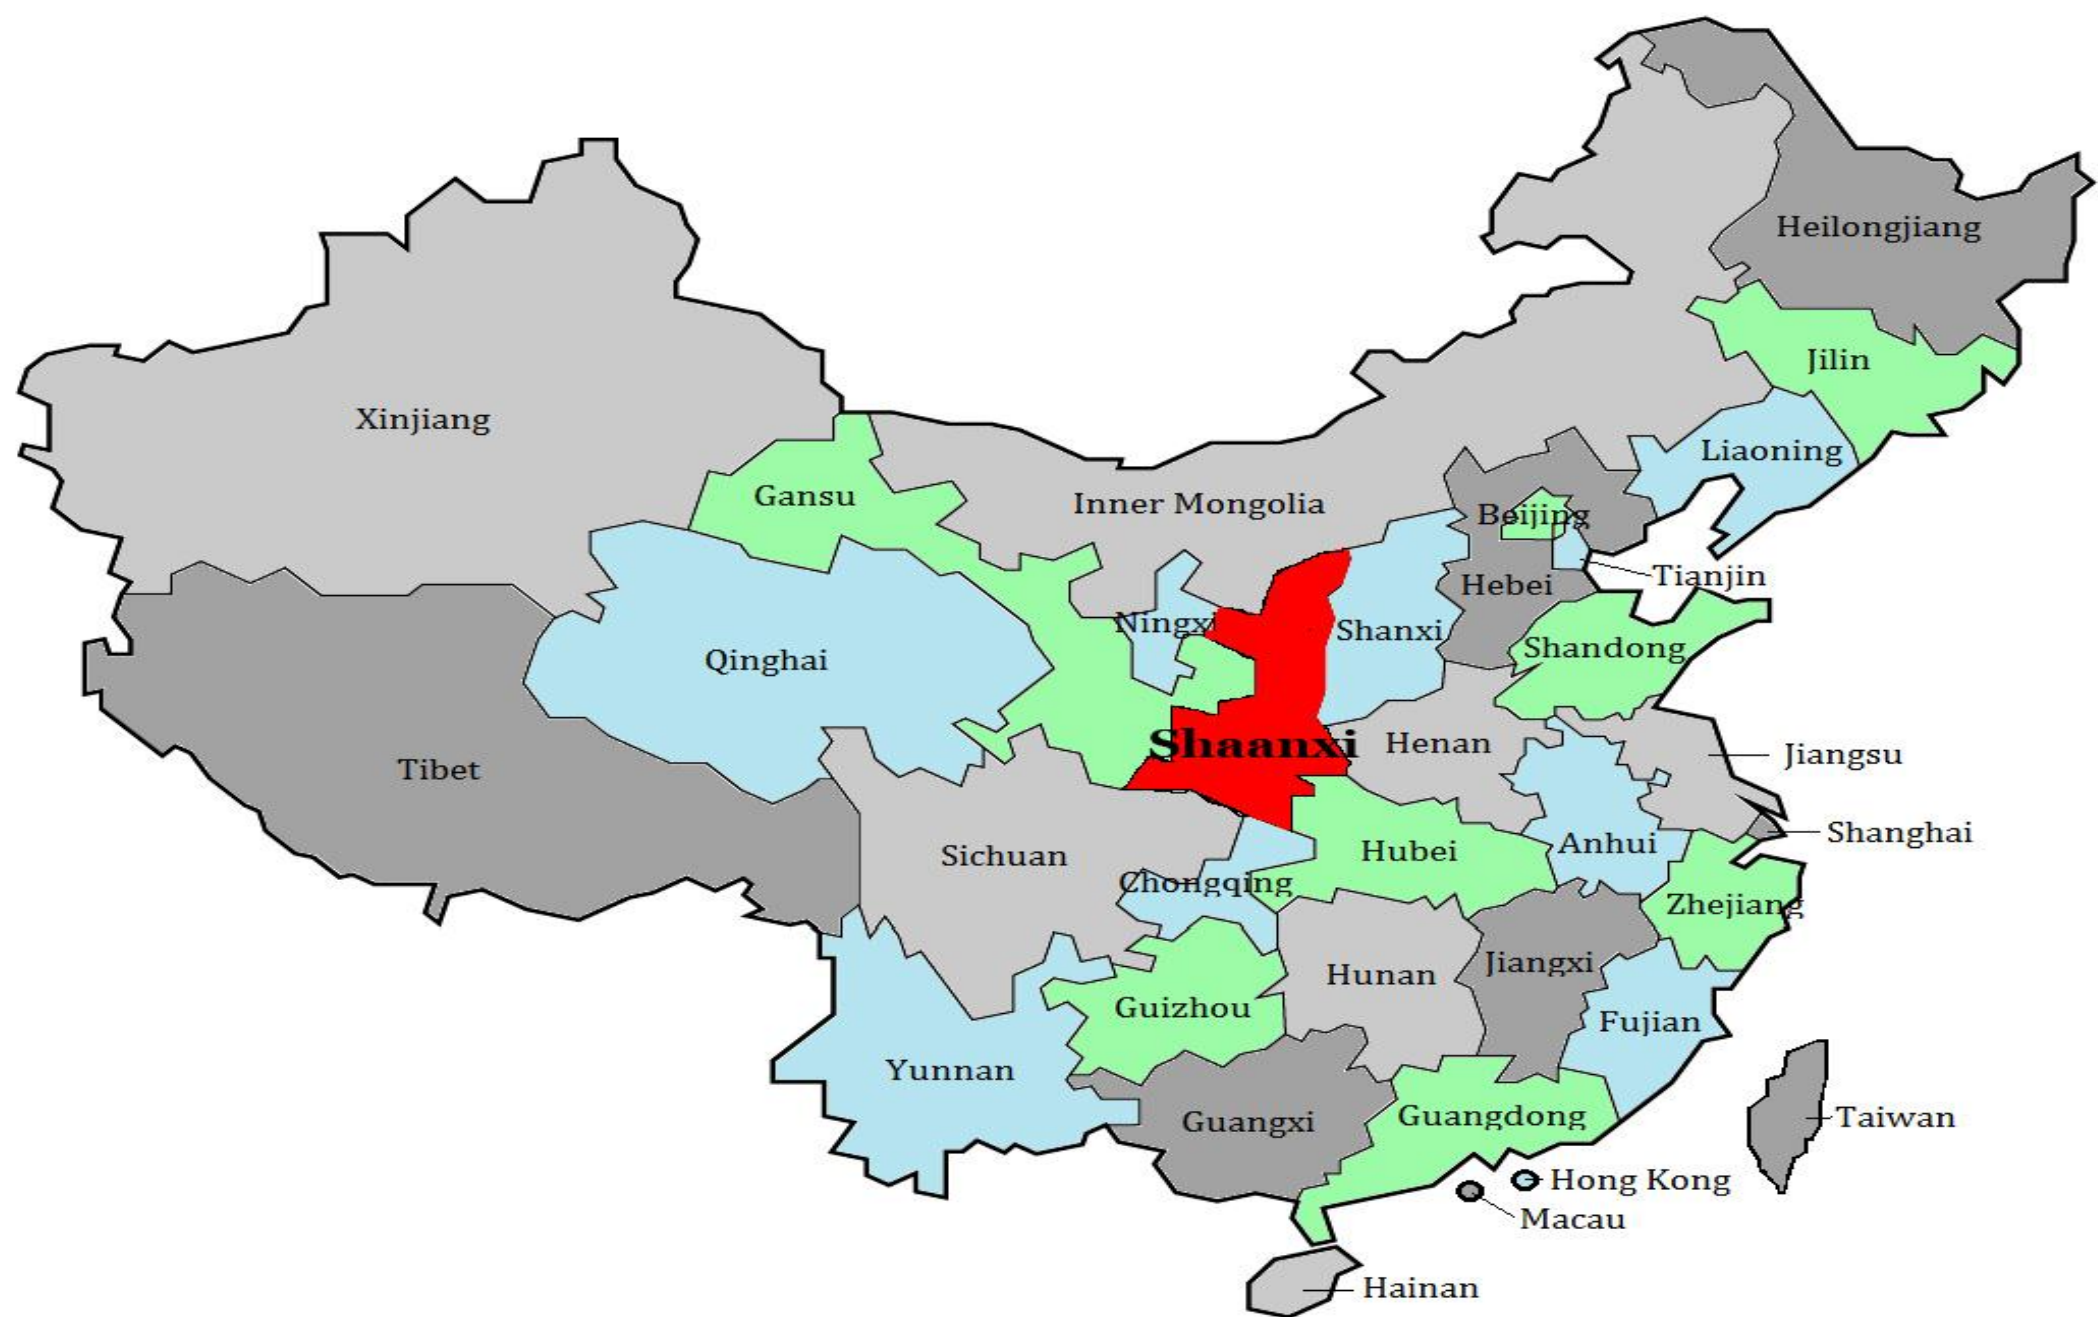 Heilongjiang
Jilin
Xinjiang
Liaoning
Gansu
Inner Mongolia
Beijing
Tianjin
Hebei
Ningxi
Shanxi
Shandong
Qinghai
Shaanxi
Henan
Jiangsu
Tibet
Shanghai
Anhui
Hubei
Sichuan
Chongqing
Zhejiang
Jiangxi
Hunan
Guizhou
Fujian
Yunnan
Guangdong
Taiwan
Guangxi
Hong Kong
Macau
Hainan